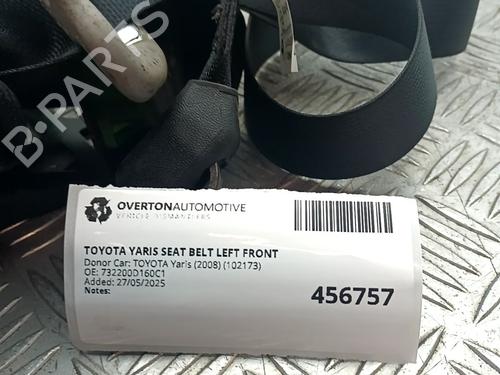 B-PARTS
OVERTONAUTOMOTIVE
VEHICLE DISMANTLERS
TOYOTA YARIS SEAT BELT LEFT FRONT
Donor Car: TOYOTA Yaris (2008) (102173)
OE: 732200D160C1
Added: 27/05/2025
Notes:
456757